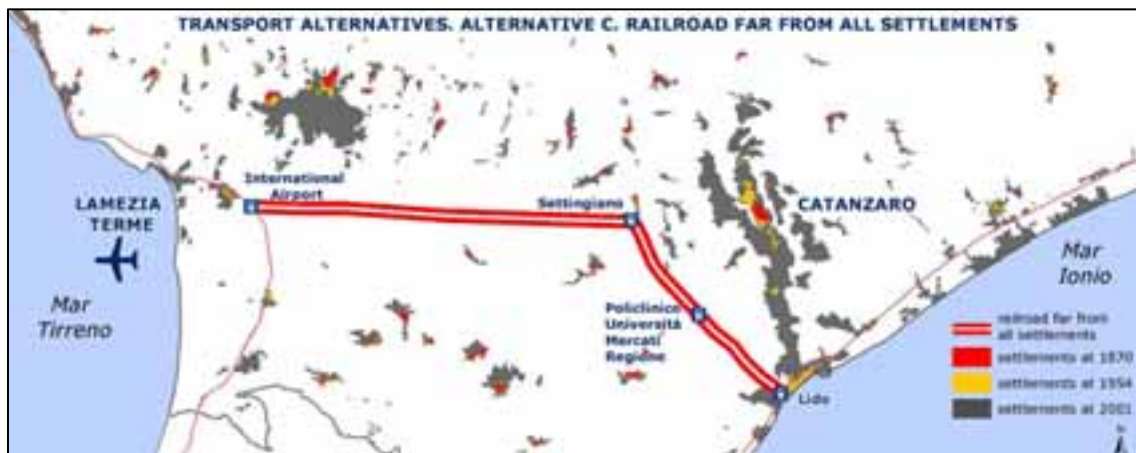 TRANSPORT ALTERNATIVES. ALTERNATIVE C. RAILROAD FAR FROM ALL SETTLEMENTS
International
Airport
LAMEZIA
TERME
Settingiano
CATANZARO
Mar
Ionio
Mar
Tirreno
Policlinico
Università
Mercati
Regione
Lido
railroad far from
all settlements
settlements at 1870
settlements at 1954
settlements at 2001
N